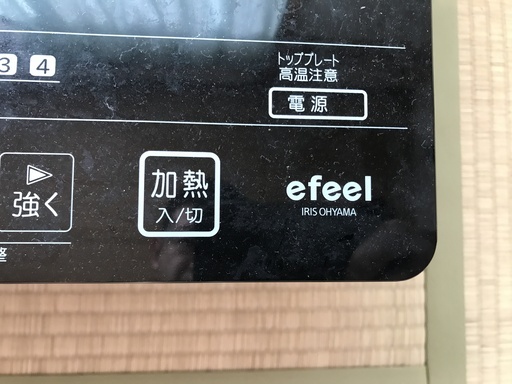 3 4
トッププレート
高温注意
電源
強く
加熱
入/切
efeel
IRIS OHYAMA
整